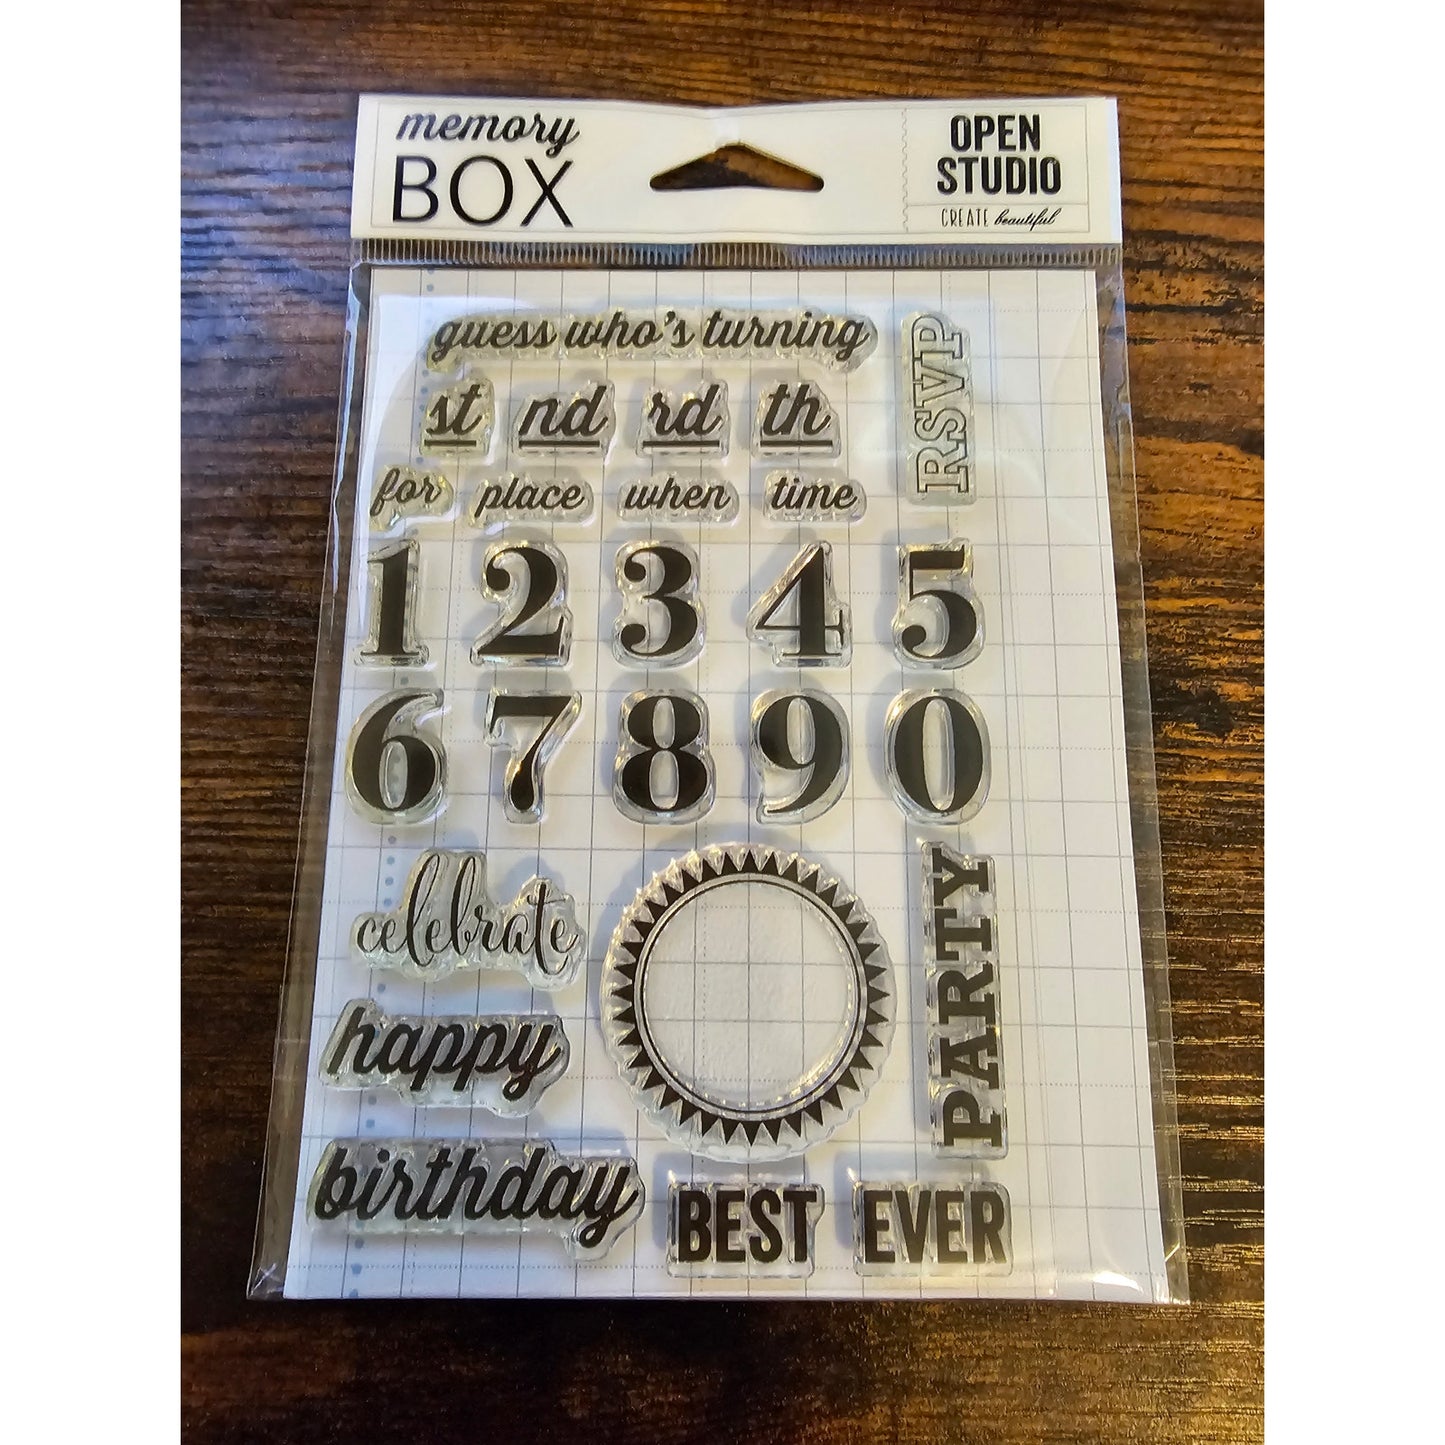 memory
BOX
OPEN
STUDIO
CREATE beautiful
guess who's turning
RSVP
st nd rd th
for place when time
1 2 3 4 5
6 7 8 9 0
celebrate
PARTY
happy
birthday
BEST EVER